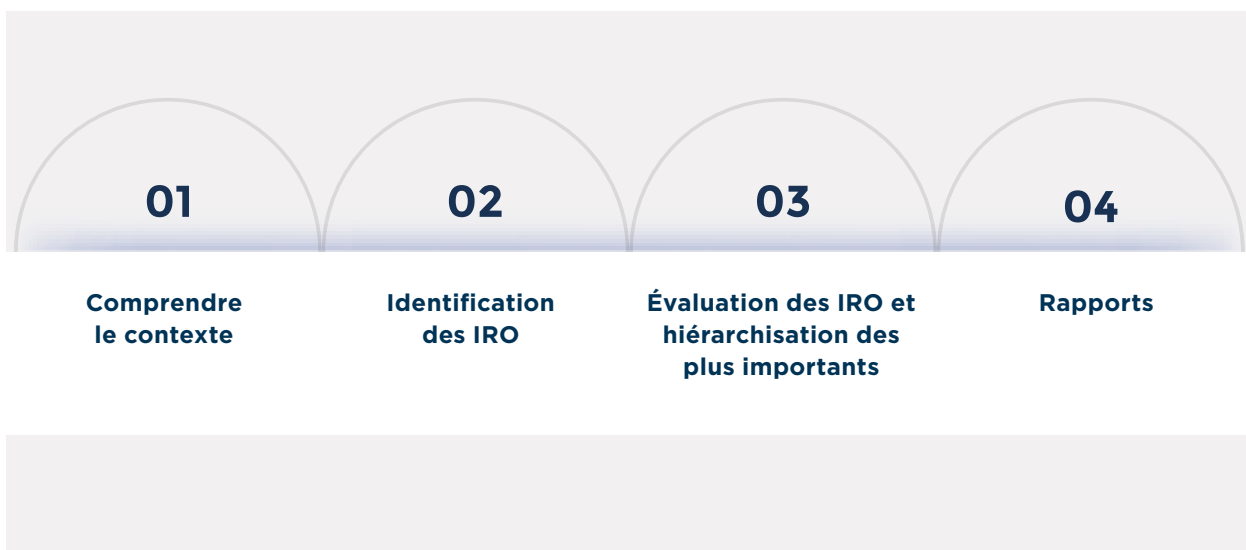 01
02
03
04
Comprendre
le contexte
Identification
des IRO
Évaluation des IRO et
hiérarchisation des
plus importants
Rapports